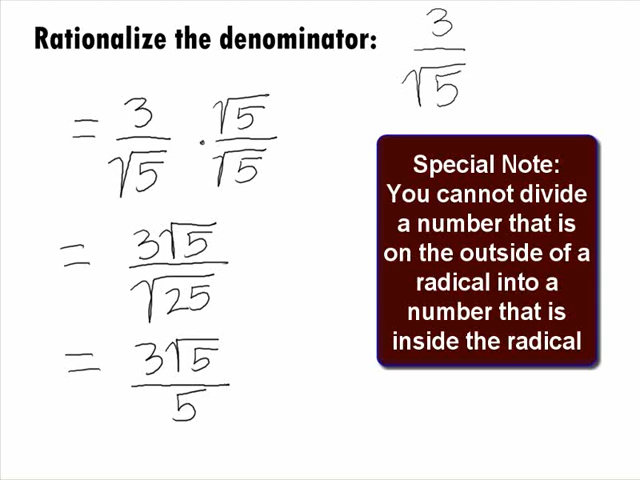 Rationalize the denominator: 3/√5
= 3/√5 · √5/√5
= 3√5/√25
= 3√5/5
Special Note:
You cannot divide
a number that is
on the outside of a
radical into a
number that is
inside the radical